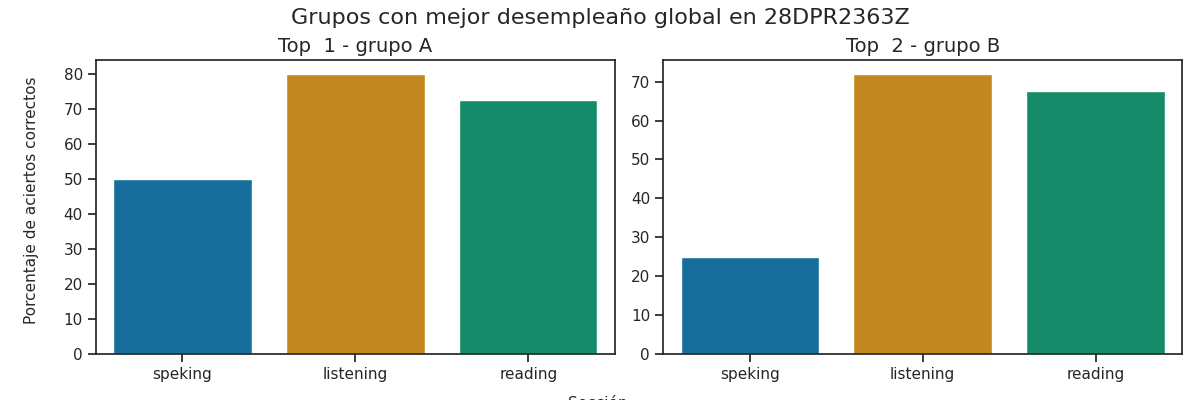 Grupos con mejor desempleaño global en 28DPR2363Z
Top  1 - grupo A
Porcentaje de aciertos correctos
80
70
60
50
40
30
20
10
0
speking
listening
reading
Top  2 - grupo B
70
60
50
40
30
20
10
0
speking
listening
reading
Sección